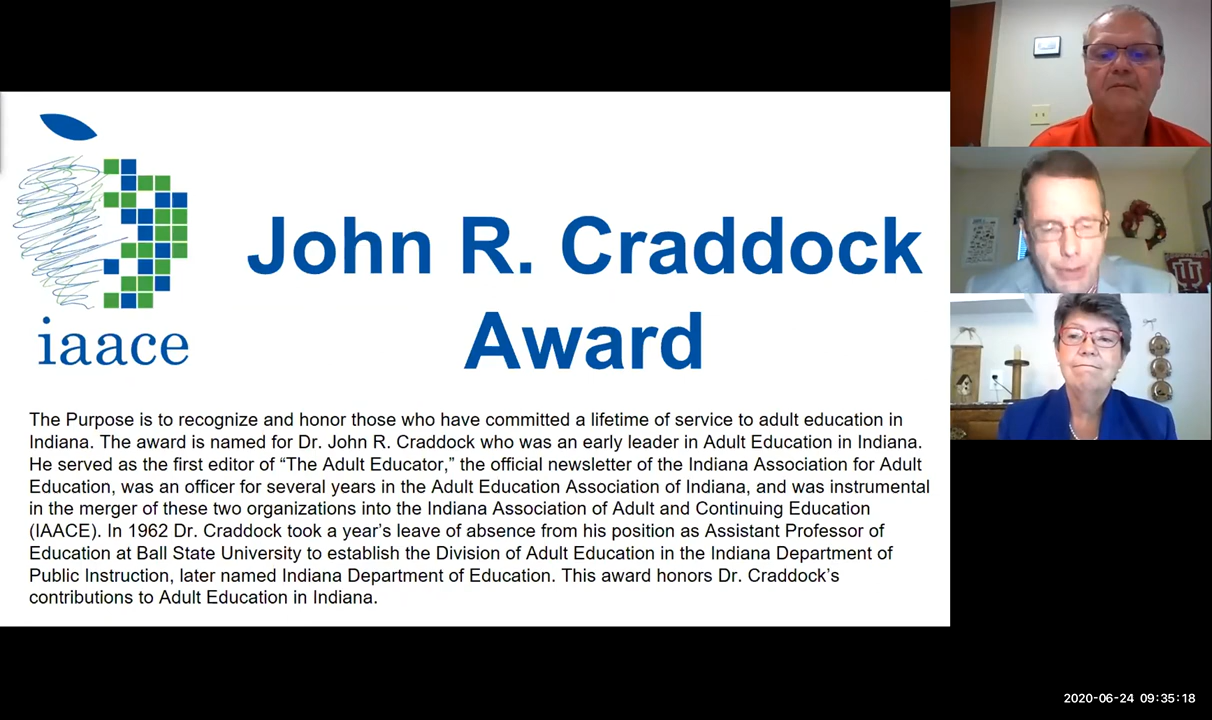 iaace
John R. Craddock
Award
The Purpose is to recognize and honor those who have committed a lifetime of service to adult education in
Indiana. The award is named for Dr. John R. Craddock who was an early leader in Adult Education in Indiana.
He served as the first editor of “The Adult Educator,” the official newsletter of the Indiana Association for Adult
Education, was an officer for several years in the Adult Education Association of Indiana, and was instrumental
in the merger of these two organizations into the Indiana Association of Adult and Continuing Education
(IAACE). In 1962 Dr. Craddock took a year’s leave of absence from his position as Assistant Professor of
Education at Ball State University to establish the Division of Adult Education in the Indiana Department of
Public Instruction, later named Indiana Department of Education. This award honors Dr. Craddock’s
contributions to Adult Education in Indiana.
2020-06-24 09:35:18